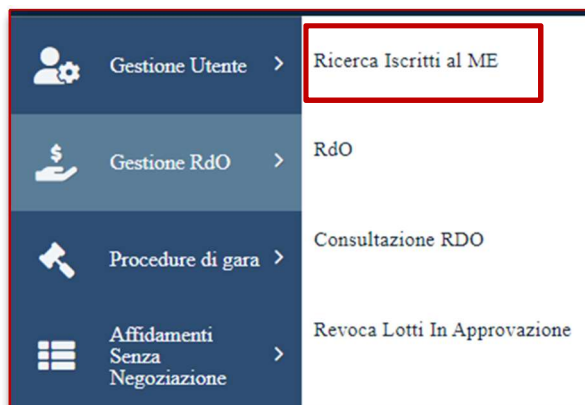 Gestione Utente
Gestione RdO
Procedure di gara
Affidamenti
Senza
Negoziazione
Ricerca Iscritti al ME
RdO
Consultazione RDO
Revoca Lotti In Approvazione